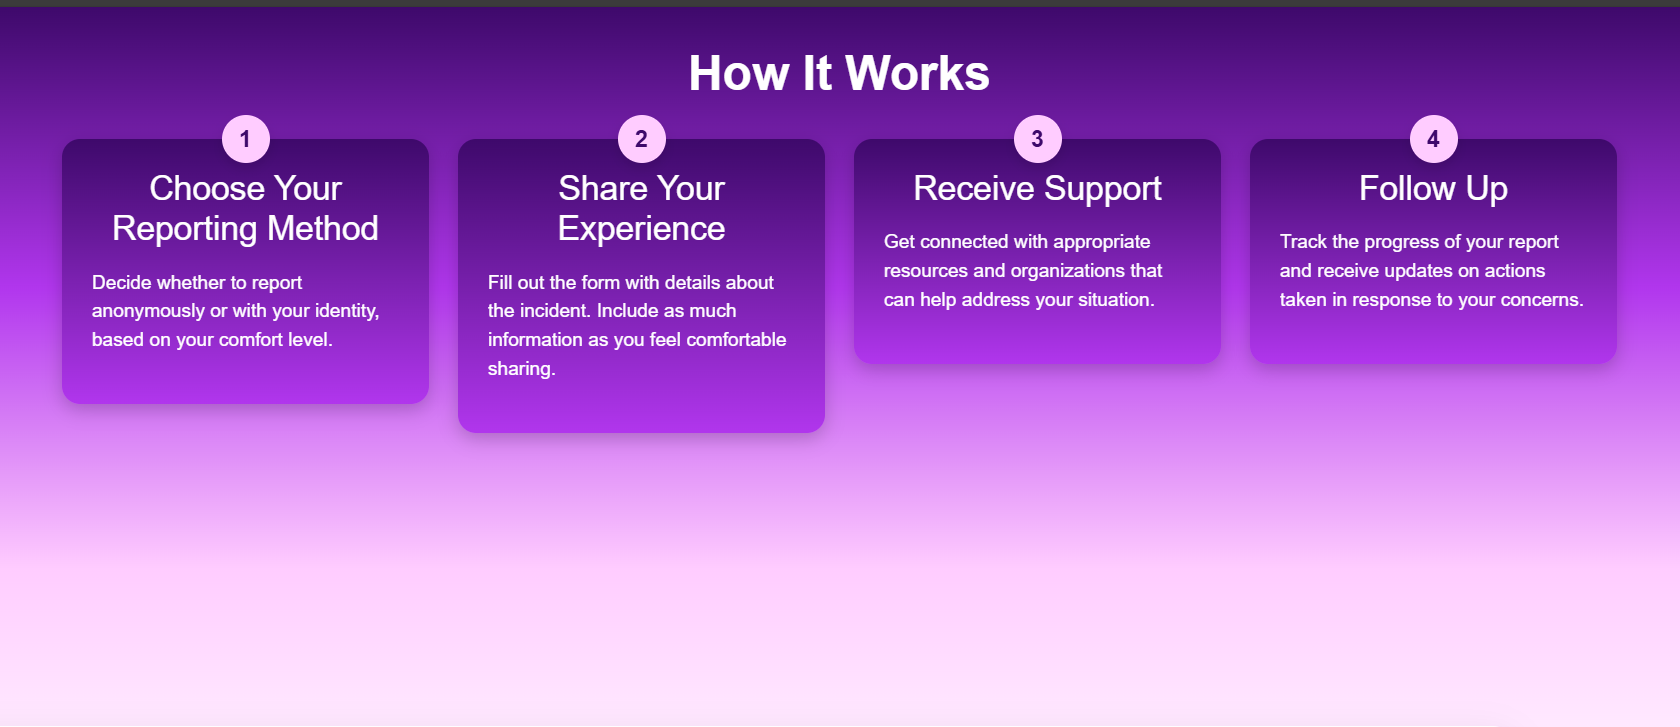 How It Works
1
Choose Your
Reporting Method
Decide whether to report
anonymously or with your identity,
based on your comfort level.
2
Share Your
Experience
Fill out the form with details about
the incident. Include as much
information as you feel comfortable
sharing.
3
Receive Support
Get connected with appropriate
resources and organizations that
can help address your situation.
4
Follow Up
Track the progress of your report
and receive updates on actions
taken in response to your concerns.